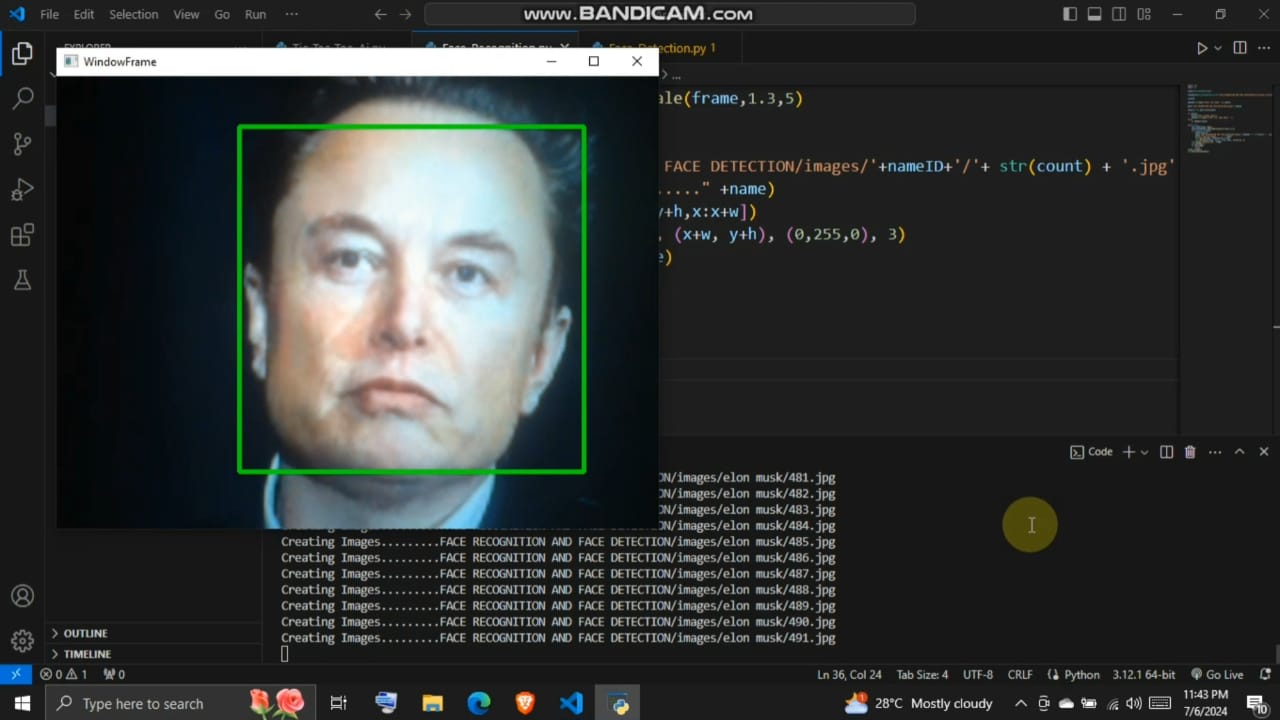 File Edit Selection View Go Run ···
www.BANDICAM.com
Face_Recognition.py
Face_Detection.py 1
WindowFrame
> ...
ale(frame,1.3,5)
FACE DETECTION/images/'+nameID+'/'+ str(count) + '.jpg'
....." +name)
y+h,x:x+w])
, (x+w, y+h), (0,255,0), 3)
e)
Code
ON/images/elon musk/481.jpg
ON/images/elon musk/482.jpg
ON/images/elon musk/483.jpg
ON/images/elon musk/484.jpg
Creating Images.........FACE RECOGNITION AND FACE DETECTION/images/elon musk/485.jpg
Creating Images.........FACE RECOGNITION AND FACE DETECTION/images/elon musk/486.jpg
Creating Images.........FACE RECOGNITION AND FACE DETECTION/images/elon musk/487.jpg
Creating Images.........FACE RECOGNITION AND FACE DETECTION/images/elon musk/488.jpg
Creating Images.........FACE RECOGNITION AND FACE DETECTION/images/elon musk/489.jpg
Creating Images.........FACE RECOGNITION AND FACE DETECTION/images/elon musk/490.jpg
Creating Images.........FACE RECOGNITION AND FACE DETECTION/images/elon musk/491.jpg
OUTLINE
TIMELINE
0 1 0 Ln 36, Col 24 Tab Size: 4 UTF-8 CRLF Python 3.12.1 64-bit Go Live
Type here to search
28°C Mostly cloudy
11:43 PM
7/6/2024
10